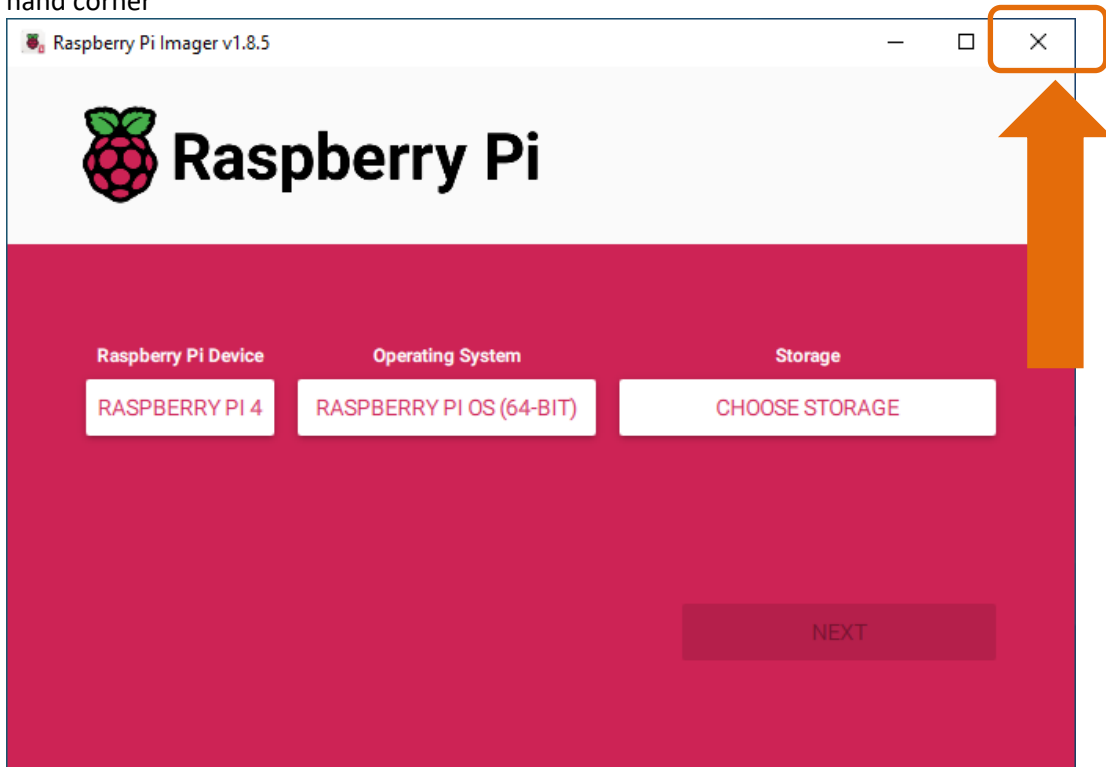 hand corner
Raspberry Pi Imager v1.8.5
Raspberry Pi
Raspberry Pi Device Operating System Storage
RASPBERRY PI 4 RASPBERRY PI OS (64-BIT) CHOOSE STORAGE
NEXT